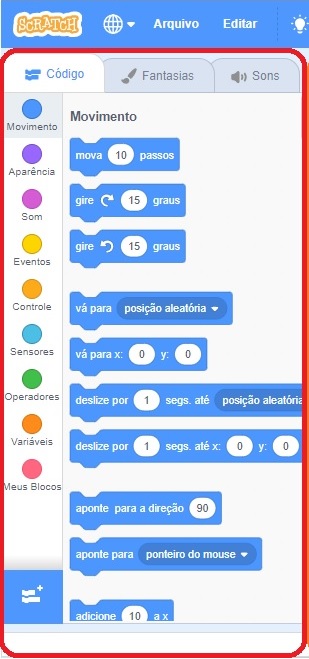 SCRATCH
Arquivo
Editar
Código
Fantasias
Sons
Movimento
Aparência
Som
Eventos
Controle
Sensores
Operadores
Variáveis
Meus Blocos
Movimento
mova 10 passos
gire 15 graus
gire 15 graus
vá para posição aleatória
vá para x: 0 y: 0
deslize por 1 segs. até posição aleatória
deslize por 1 segs. até x: 0 y: 0
aponte para a direção 90
aponte para ponteiro do mouse
adicione 10 a x